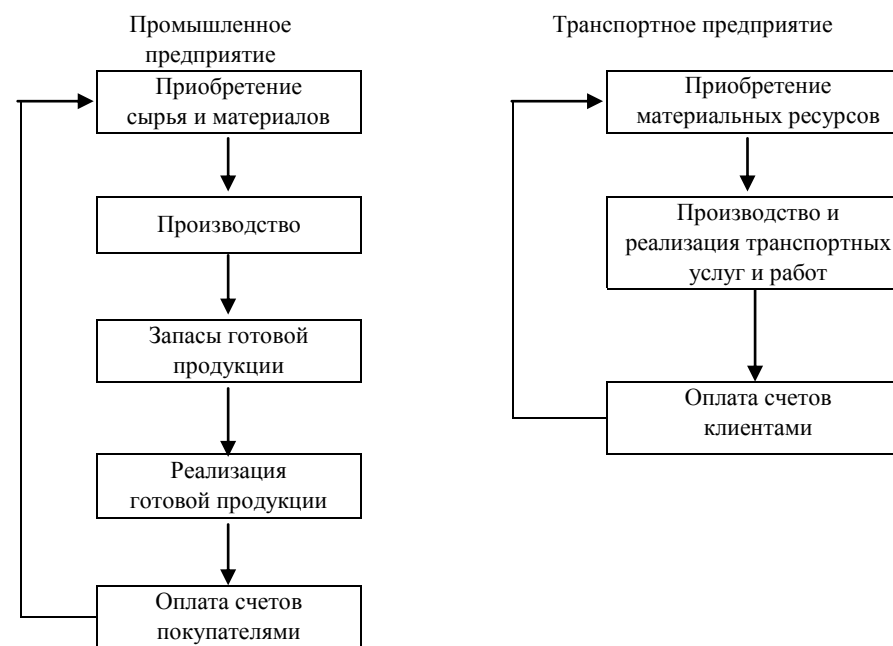 Промышленное
предприятие
Приобретение
сырья и материалов
Производство
Запасы готовой
продукции
Реализация
готовой продукции
Оплата счетов
покупателями
Транспортное предприятие
Приобретение
материальных ресурсов
Производство и
реализация транспортных
услуг и работ
Оплата счетов
клиентами